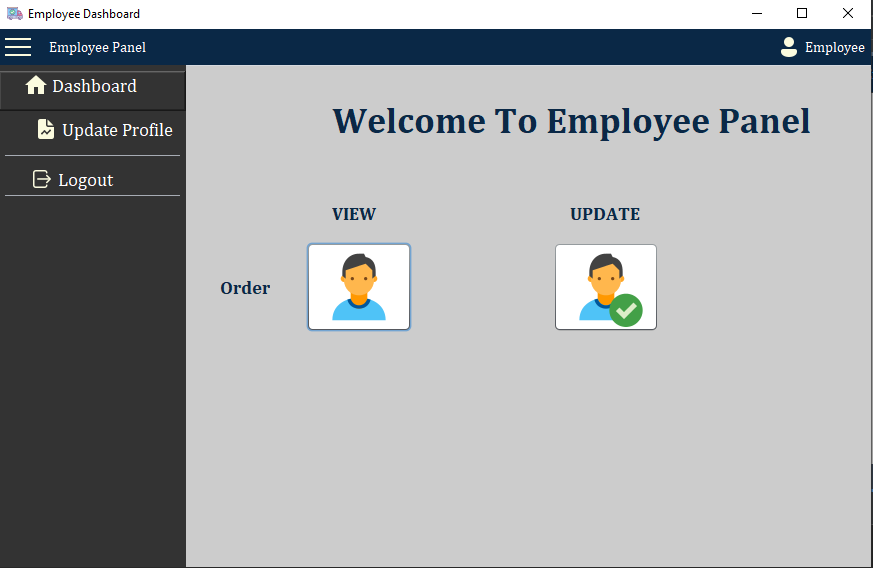 Employee Dashboard
Employee Panel
Employee
Dashboard
Update Profile
Logout
Welcome To Employee Panel
VIEW
UPDATE
Order